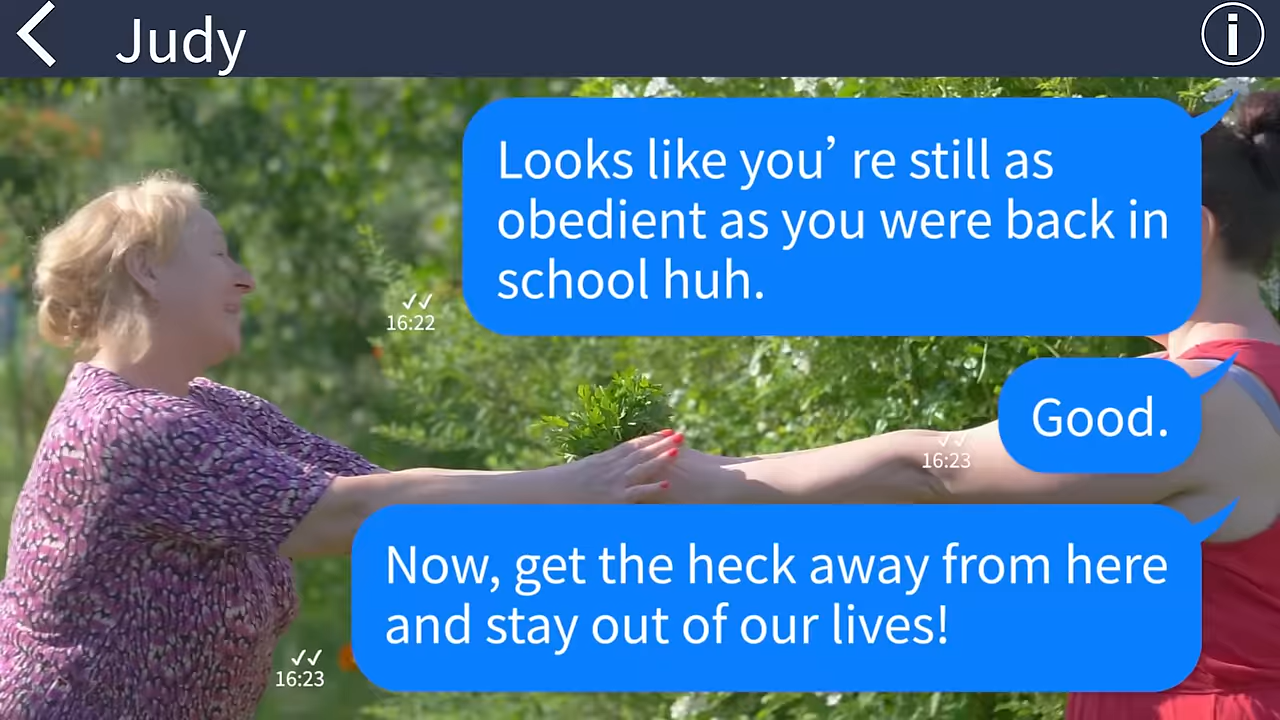 Judy
Looks like you’ re still as
obedient as you were back in
school huh.
16:22
Good.
16:23
Now, get the heck away from here
and stay out of our lives!
16:23